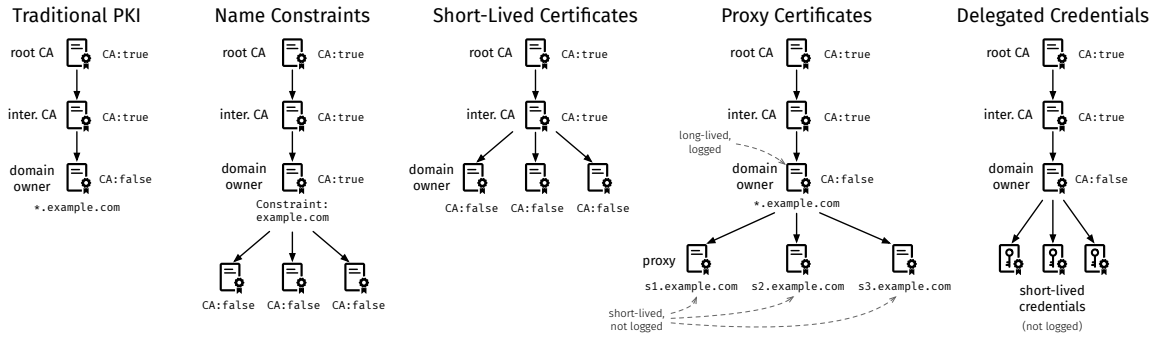 Traditional PKI
root CA
CA:true
inter. CA
CA:true
domain
owner
CA:false
*.example.com
Name Constraints
root CA
CA:true
inter. CA
CA:true
domain
owner
CA:true
Constraint:
example.com
CA:false CA:false CA:false
Short-Lived Certificates
root CA
CA:true
inter. CA
CA:true
domain
owner
CA:false CA:false CA:false
Proxy Certificates
root CA
CA:true
inter. CA
CA:true
long-lived,
logged
domain
owner
CA:false
*.example.com
proxy
s1.example.com s2.example.com s3.example.com
short-lived,
not logged
Delegated Credentials
root CA
CA:true
inter. CA
CA:true
domain
owner
CA:false
short-lived
credentials
(not logged)